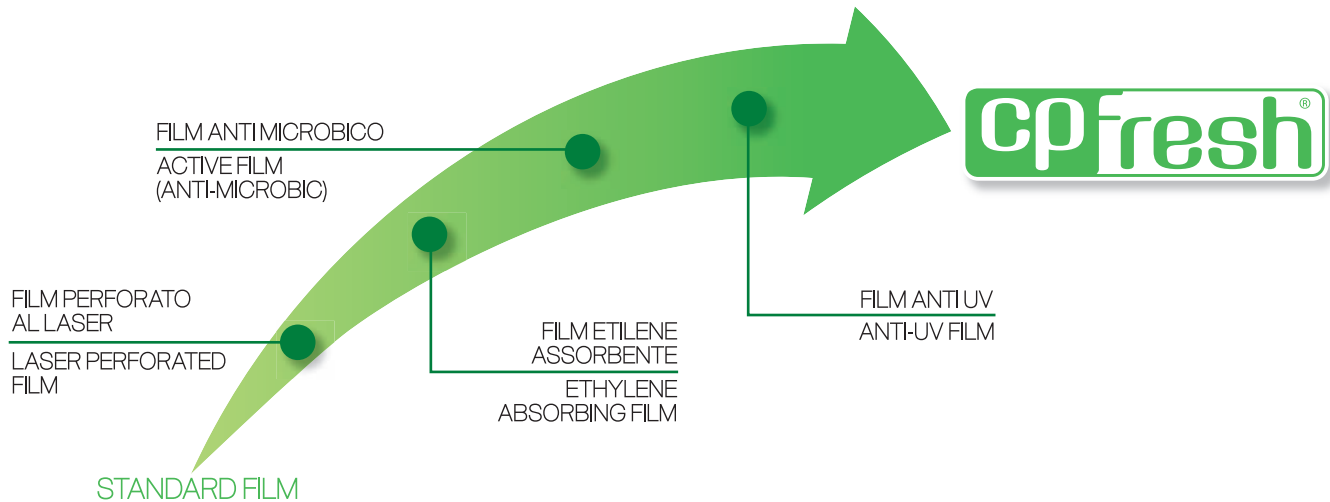 cpfresh®
FILM ANTI MICROBICO
ACTIVE FILM
(ANTI-MICROBIC)
FILM PERFORATO
AL LASER
LASER PERFORATED
FILM
FILM ETILENE
ASSORBENTE
ETHYLENE
ABSORBING FILM
FILM ANTI UV
ANTI-UV FILM
STANDARD FILM